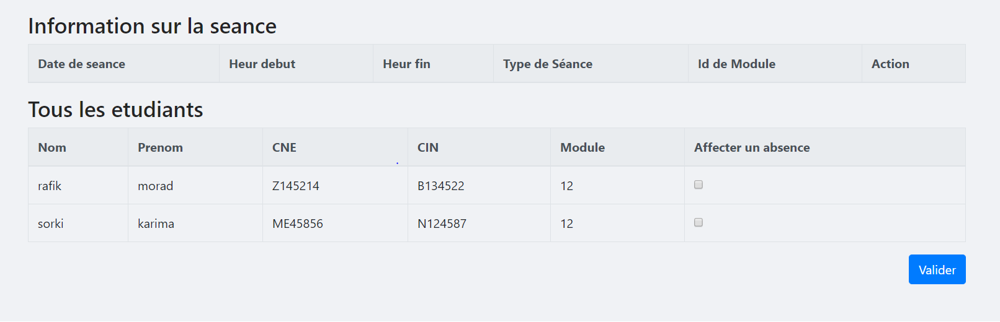 Information sur la seance
Date de seance Heur debut Heur fin Type de Séance Id de Module Action
Tous les etudiants
Nom Prenom CNE CIN Module Affecter un absence
rafik morad Z145214 B134522 12
sorki karima ME45856 N124587 12
Valider